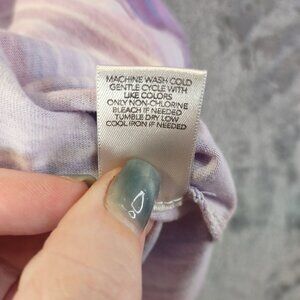 MACHINE WASH COLD
GENTLE CYCLE WITH
LIKE COLORS
ONLY NON-CHLORINE
BLEACH IF NEEDED
TUMBLE DRY LOW
COOL IRON IF NEEDED